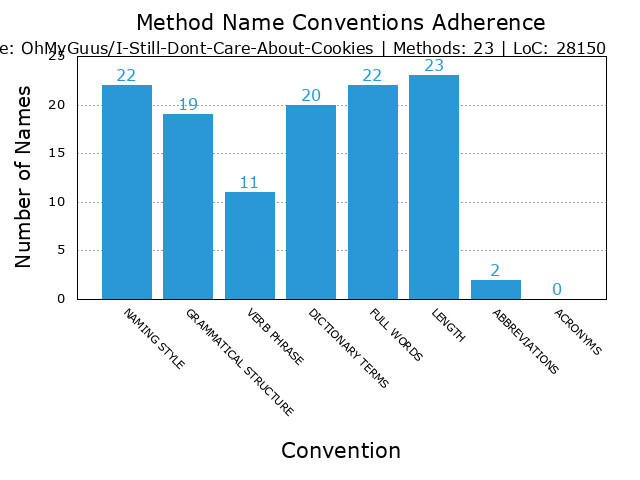 Method Name Conventions Adherence
e: OhMyGuus/I-Still-Dont-Care-About-Cookies | Methods: 23 | LoC: 28150
25
20
15
10
5
0
Number of Names
22
19
11
20
22
23
2
0
NAMING STYLE
GRAMMATICAL STRUCTURE
VERB PHRASE
DICTIONARY TERMS
FULL WORDS
LENGTH
ABBREVIATIONS
ACRONYMS
Convention